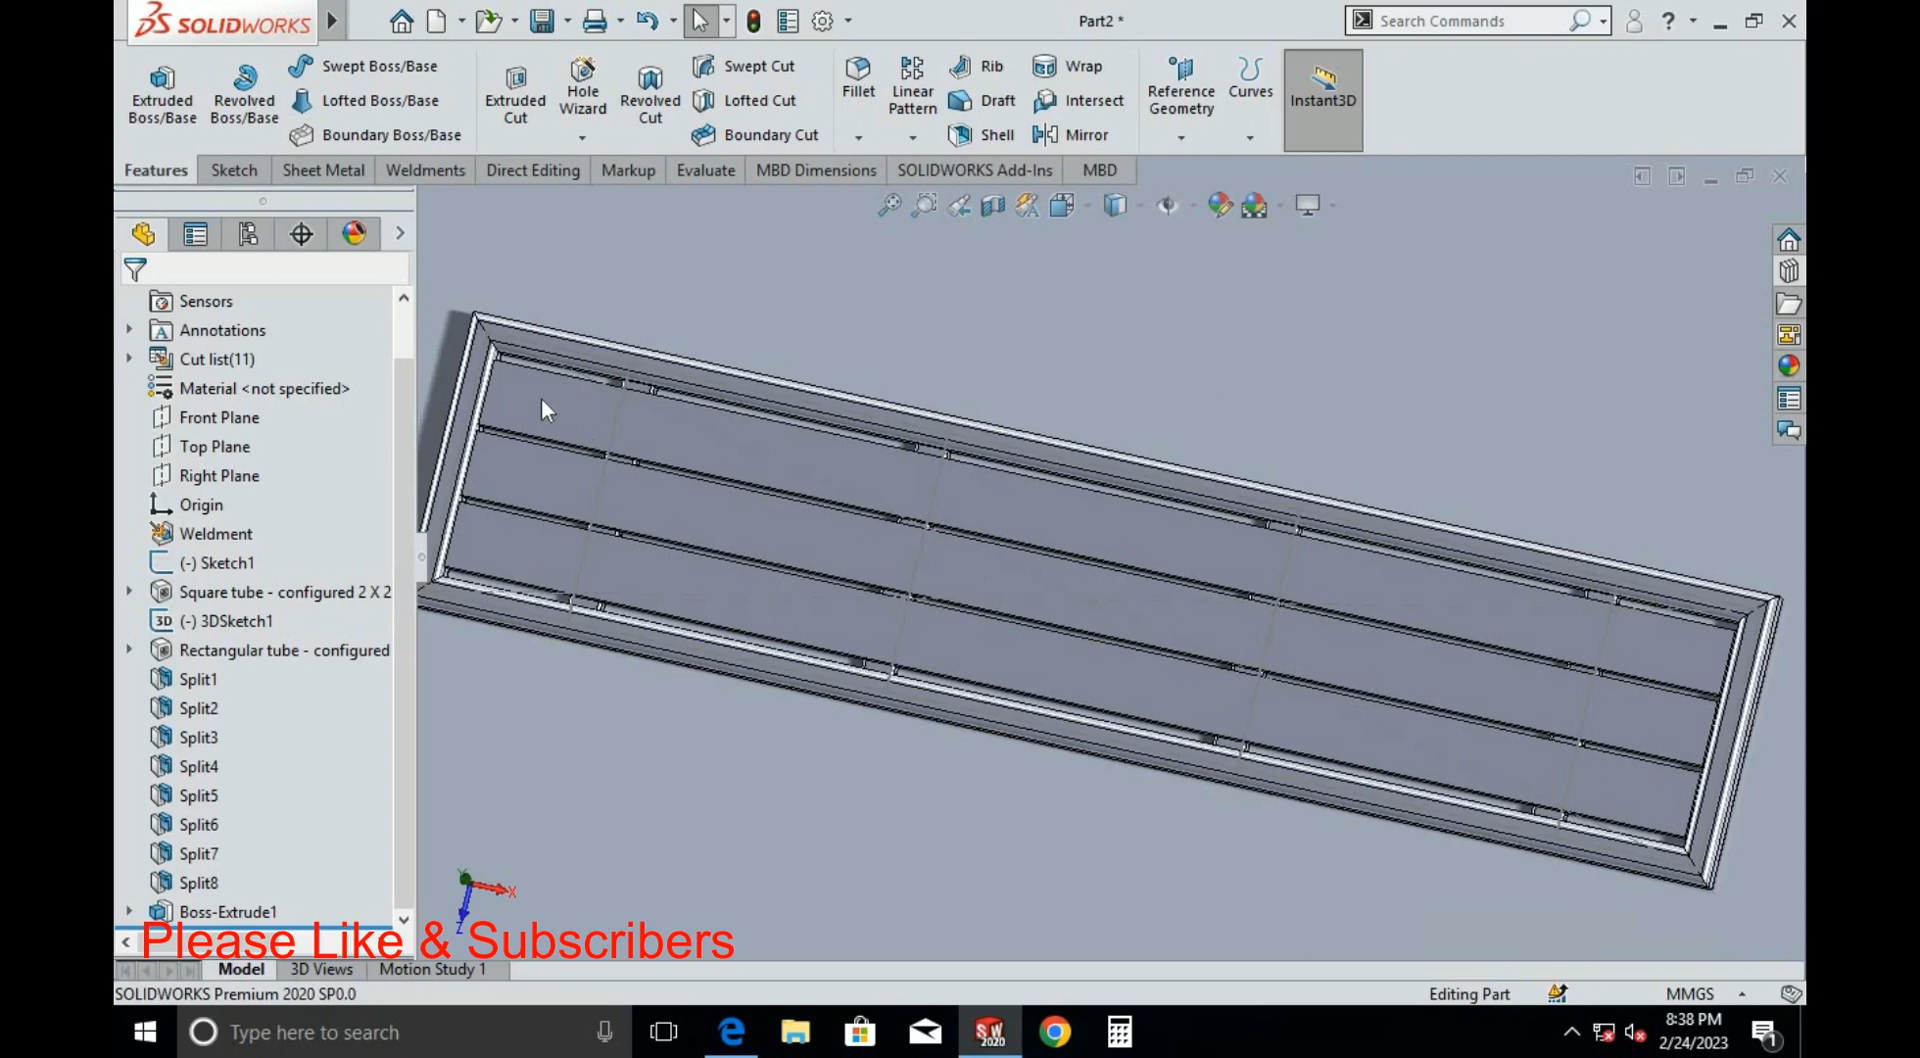 SOLIDWORKS
Part2 *
Search Commands
?
Extruded Boss/Base
Revolved Boss/Base
Swept Boss/Base
Lofted Boss/Base
Boundary Boss/Base
Extruded Cut
Hole Wizard
Revolved Cut
Swept Cut
Lofted Cut
Boundary Cut
Fillet
Linear Pattern
Rib
Draft
Shell
Wrap
Intersect
Mirror
Reference Geometry
Curves
Instant3D
Features
Sketch
Sheet Metal
Weldments
Direct Editing
Markup
Evaluate
MBD Dimensions
SOLIDWORKS Add-Ins
MBD
Sensors
Annotations
Cut list(11)
Material <not specified>
Front Plane
Top Plane
Right Plane
Origin
Weldment
(-) Sketch1
Square tube - configured 2 X 2
3D (-) 3DSketch1
Rectangular tube - configured
Split1
Split2
Split3
Split4
Split5
Split6
Split7
Split8
Boss-Extrude1
Y
X
Z
Please Like & Subscribers
Model
3D Views
Motion Study 1
SOLIDWORKS Premium 2020 SP0.0
Editing Part
MMGS
Type here to search
SW 2020
8:38 PM
2/24/2023
1